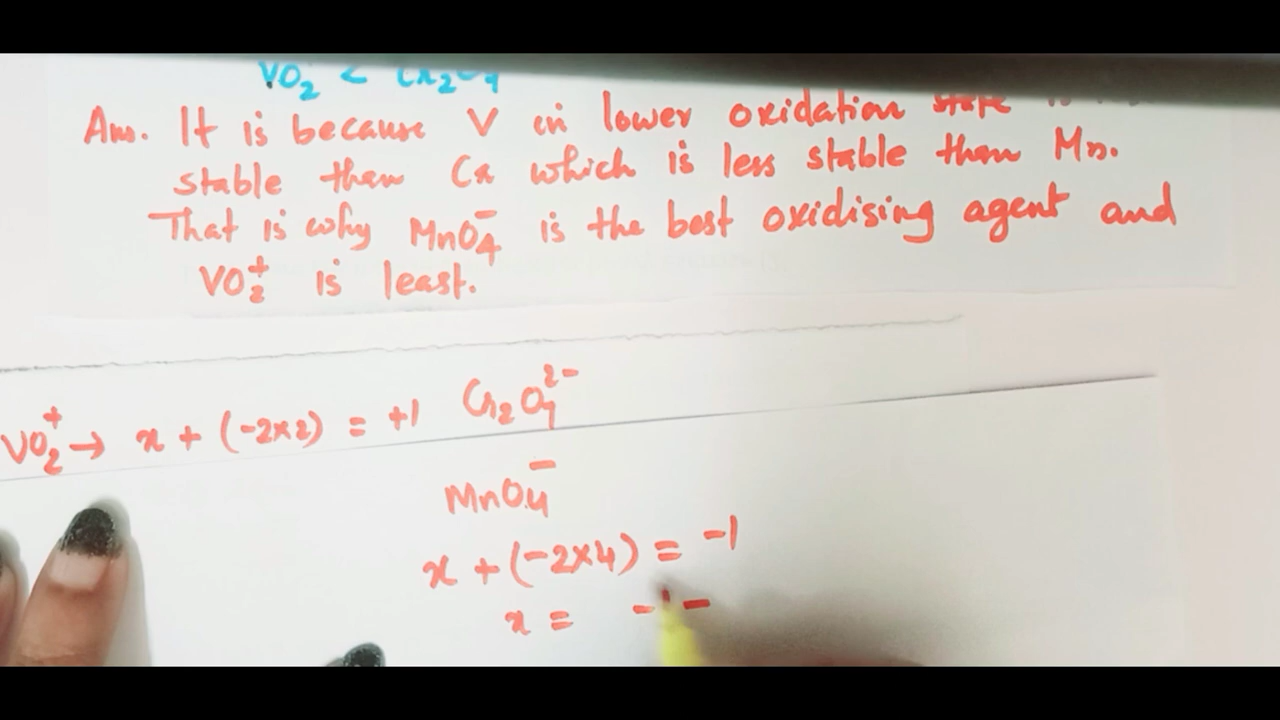 VO₂ < Cr₂O₇
Ans. It is because V in lower oxidation state is
stable than Cr which is less stable than Mn.
That is why MnO₄⁻ is the best oxidising agent and
VO₂⁺ is least.
VO₂⁺ → x + (-2×2) = +1 Cr₂O₇²⁻
MnO₄⁻
x + (-2×4) = -1
x = -